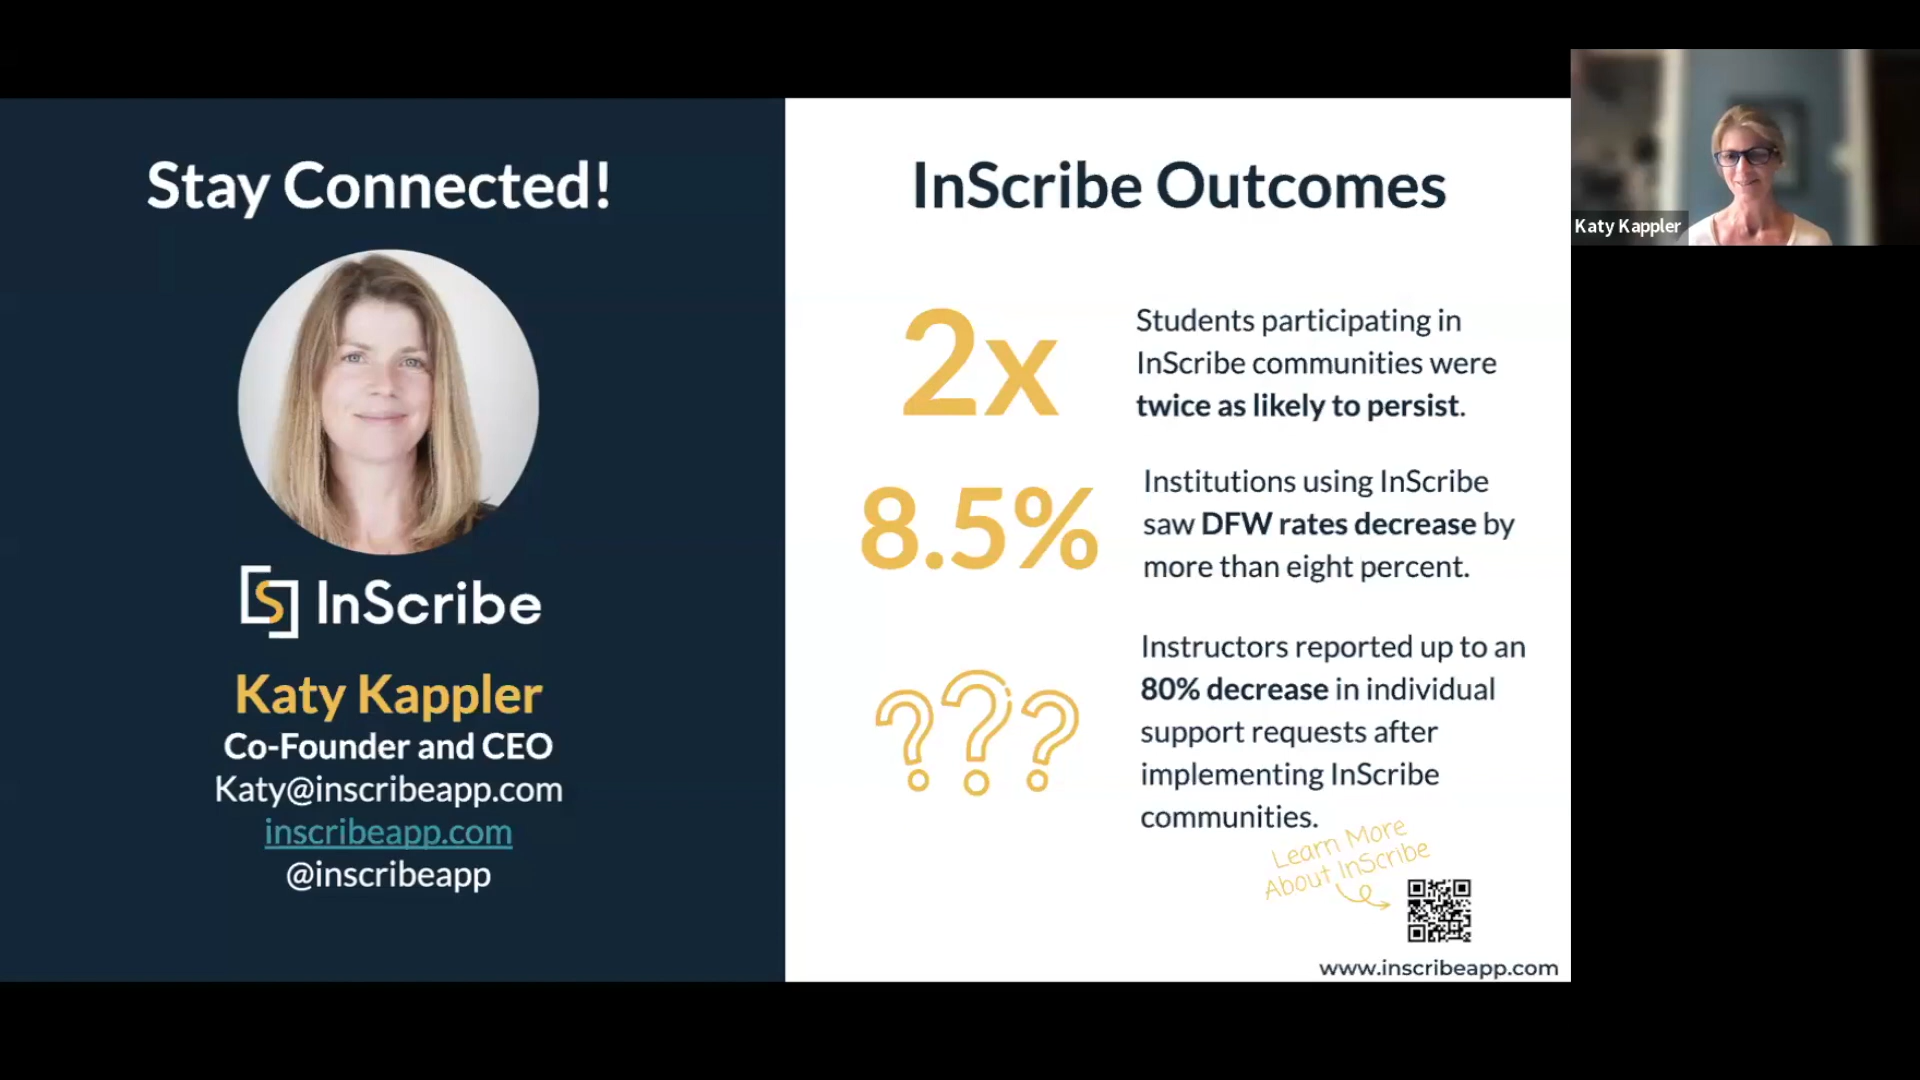 Stay Connected!
InScribe
Katy Kappler
Co-Founder and CEO
Katy@inscribeapp.com
inscribeapp.com
@inscribeapp
InScribe Outcomes
2x
Students participating in
InScribe communities were
twice as likely to persist.
8.5%
Institutions using InScribe
saw DFW rates decrease by
more than eight percent.
???
Instructors reported up to an
80% decrease in individual
support requests after
implementing InScribe
communities.
Learn More
About InScribe
www.inscribeapp.com
Katy Kappler